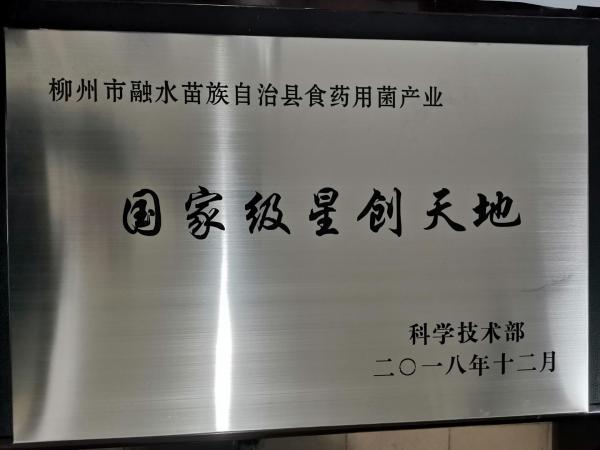 柳州市融水苗族自治县食药用菌产业
国家级星创天地
科学技术部
二〇一八年十二月